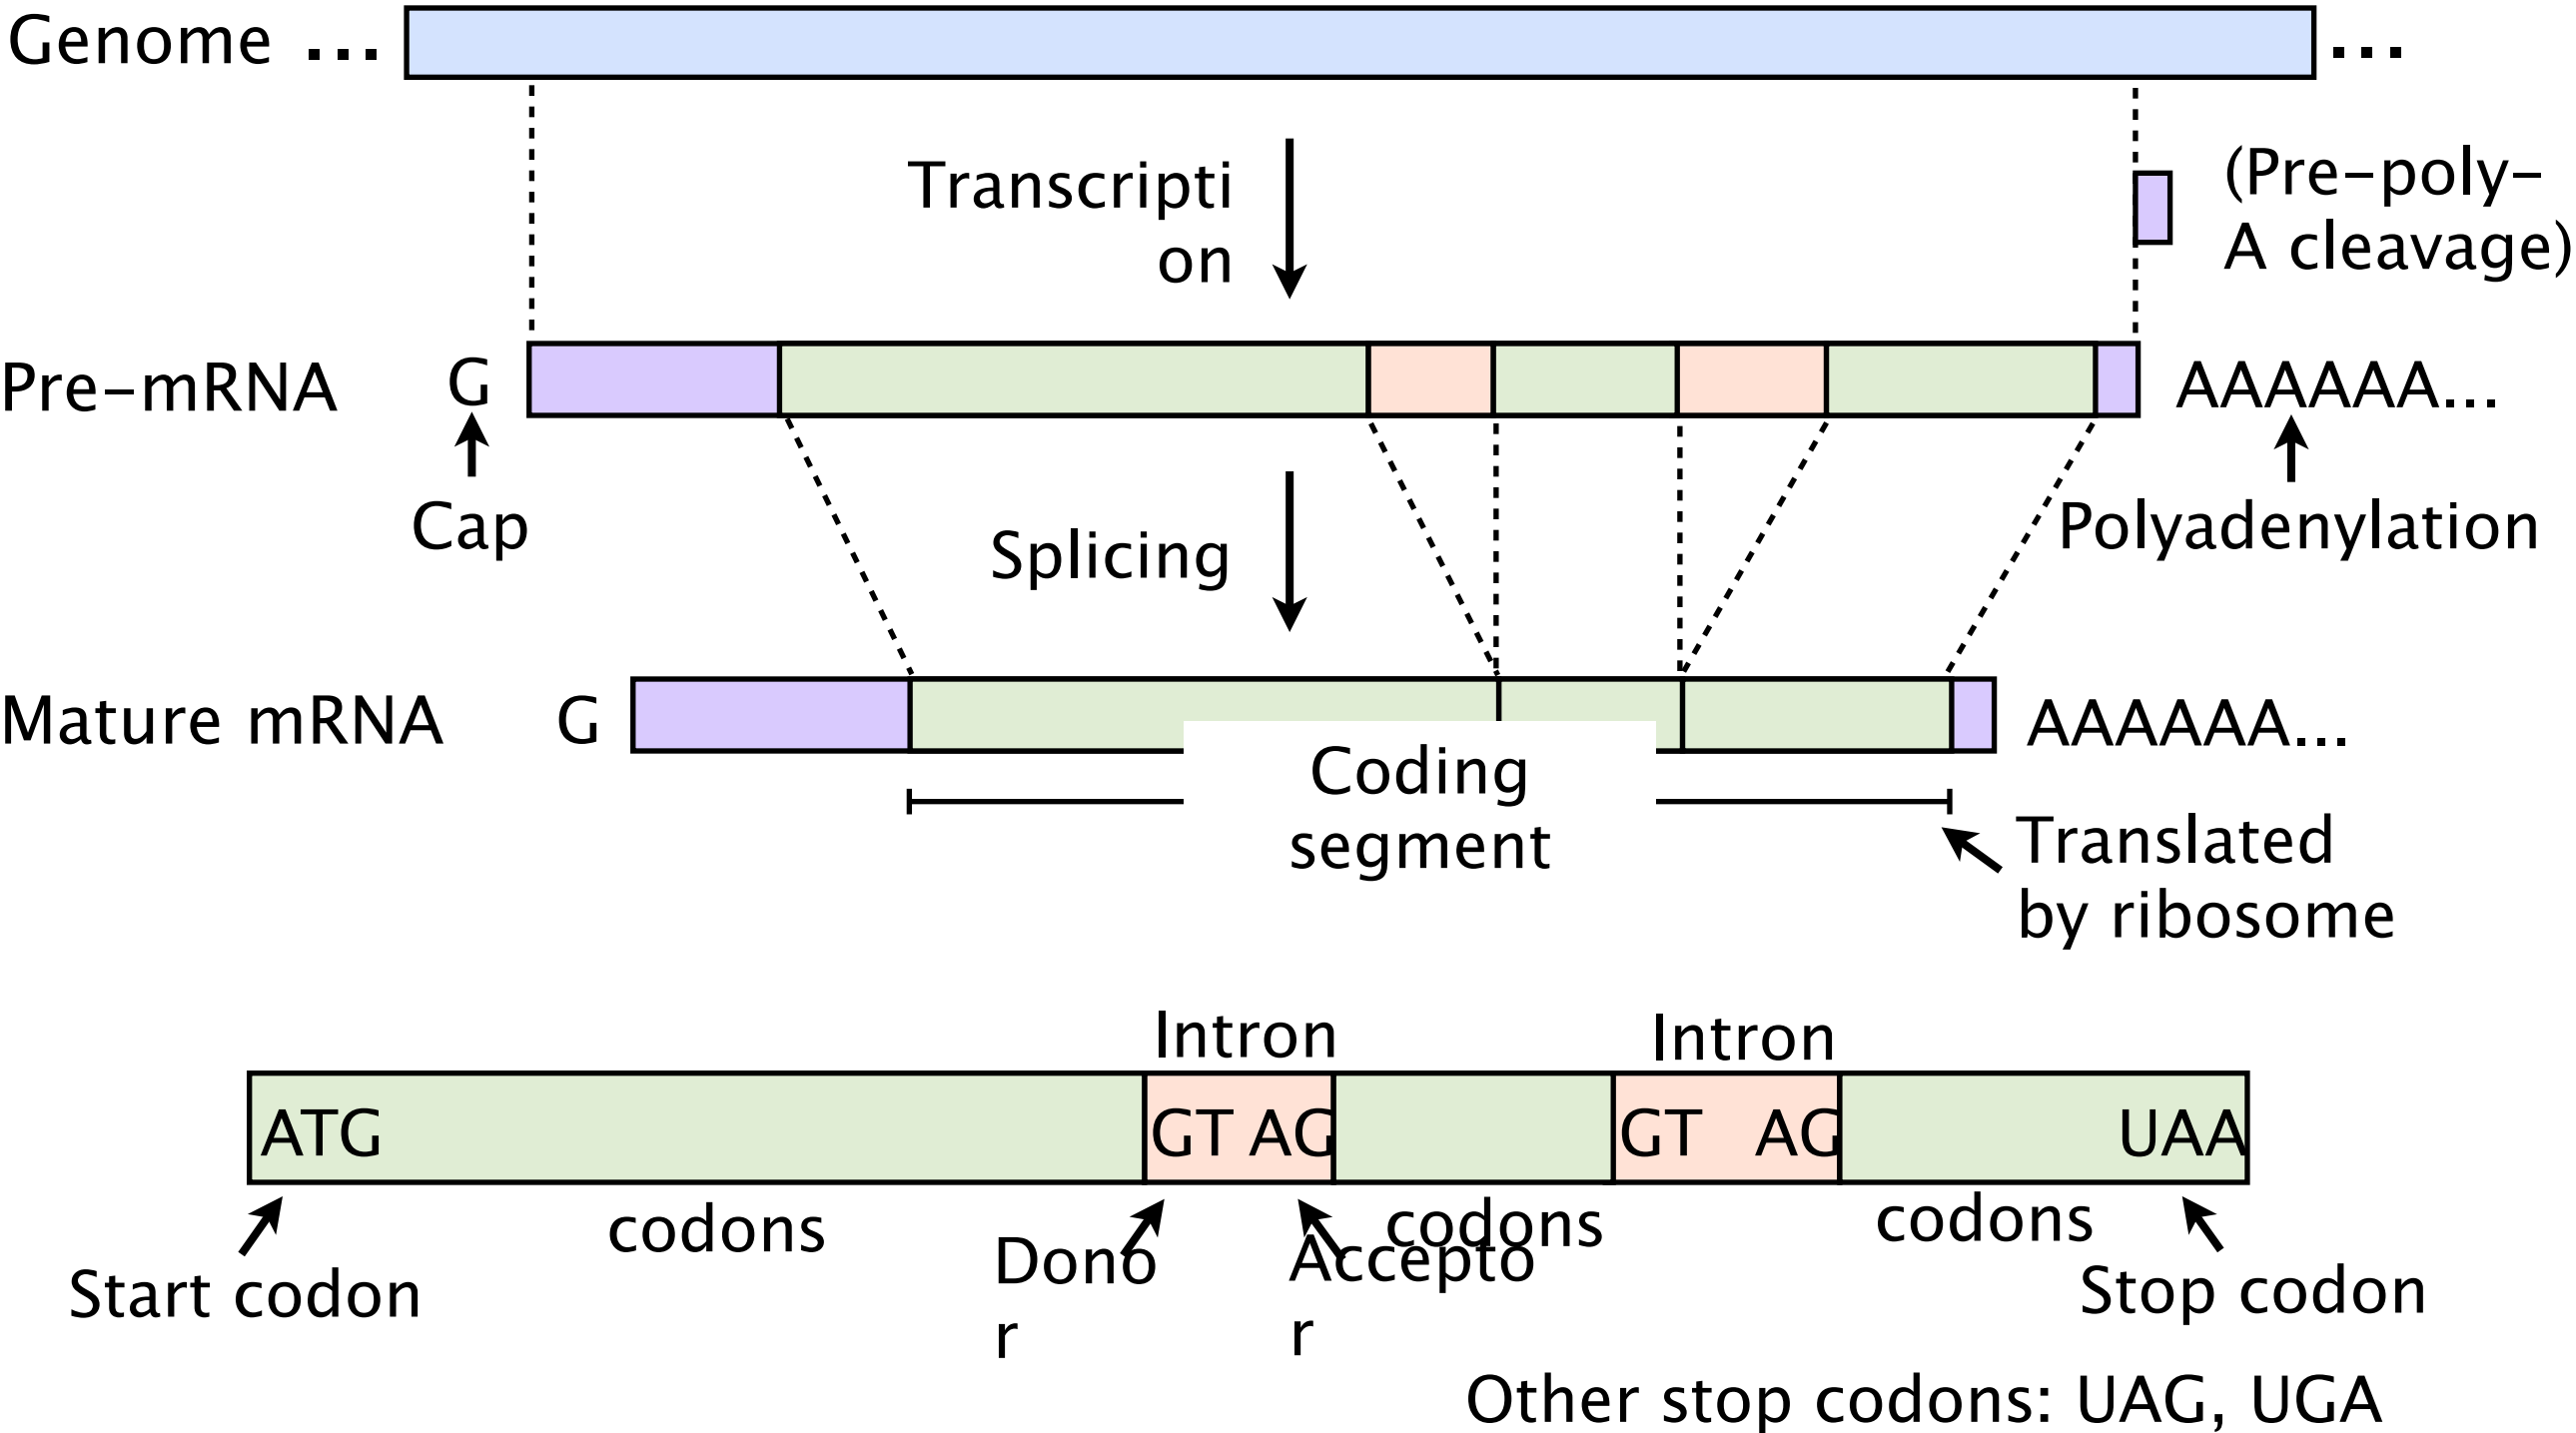 Genome ...
...
Transcripti
on
(Pre-poly-
A cleavage)
Pre-mRNA
G
AAAAAA...
Cap
Splicing
Polyadenylation
Mature mRNA
G
AAAAAA...
Coding
segment
Translated
by ribosome
Intron
Intron
ATG
GT AG
GT AG
UAA
codons
codons
codons
Dono
r
Accepto
r
Start codon
Stop codon
Other stop codons: UAG, UGA